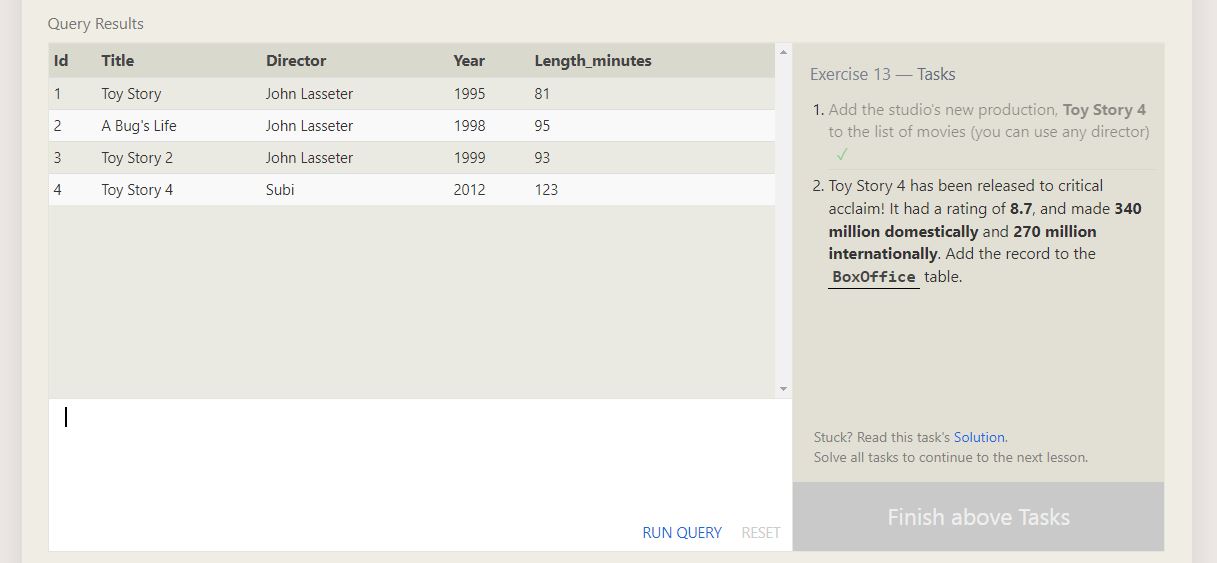 Query Results
Id Title Director Year Length_minutes
1 Toy Story John Lasseter 1995 81
2 A Bug's Life John Lasseter 1998 95
3 Toy Story 2 John Lasseter 1999 93
4 Toy Story 4 Subi 2012 123
RUN QUERY RESET
Exercise 13 — Tasks
1. Add the studio's new production, Toy Story 4
to the list of movies (you can use any director)
✓
2. Toy Story 4 has been released to critical
acclaim! It had a rating of 8.7, and made 340
million domestically and 270 million
internationally. Add the record to the
BoxOffice table.
Stuck? Read this task's Solution.
Solve all tasks to continue to the next lesson.
Finish above Tasks